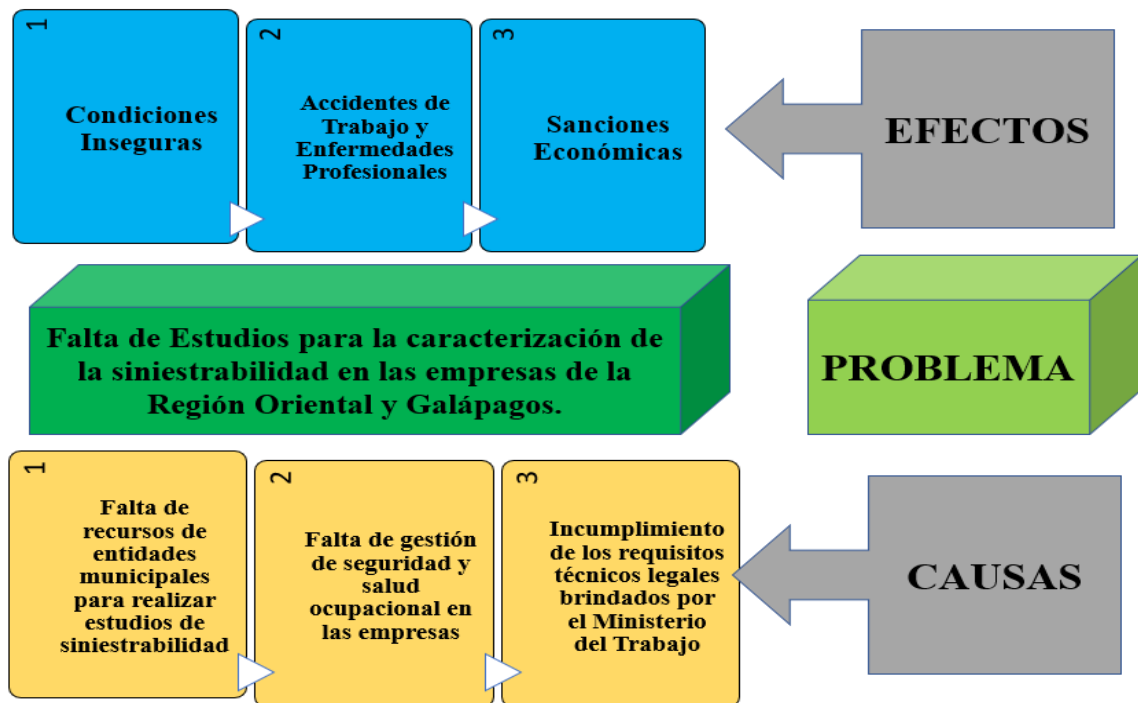 1
Condiciones
Inseguras
2
Accidentes de
Trabajo y
Enfermedades
Profesionales
3
Sanciones
Económicas
EFECTOS
Falta de Estudios para la caracterización de
la siniestrabilidad en las empresas de la
Región Oriental y Galápagos.
PROBLEMA
1
Falta de
recursos de
entidades
municipales
para realizar
estudios de
siniestrabilidad
2
Falta de gestión
de seguridad y
salud
ocupacional en
las empresas
3
Incumplimiento
de los requisitos
técnicos legales
brindados por
el Ministerio
del Trabajo
CAUSAS